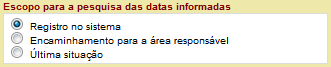 Escopo para a pesquisa das datas informadas
Registro no sistema
Encaminhamento para a área responsável
Última situação